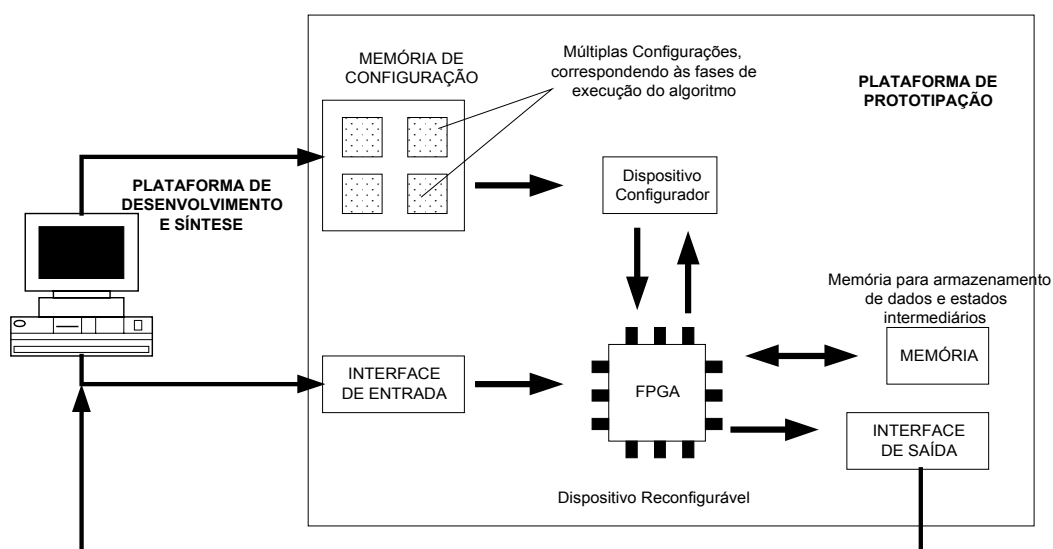 MEMÓRIA DE
CONFIGURAÇÃO
Múltiplas Configurações,
correspondendo às fases de
execução do algoritmo
PLATAFORMA DE
PROTOTIPAÇÃO
PLATAFORMA DE
DESENVOLVIMENTO
E SÍNTESE
Dispositivo
Configurador
Memória para armazenamento
de dados e estados
intermediários
MEMÓRIA
INTERFACE
DE ENTRADA
FPGA
INTERFACE
DE SAÍDA
Dispositivo Reconfigurável